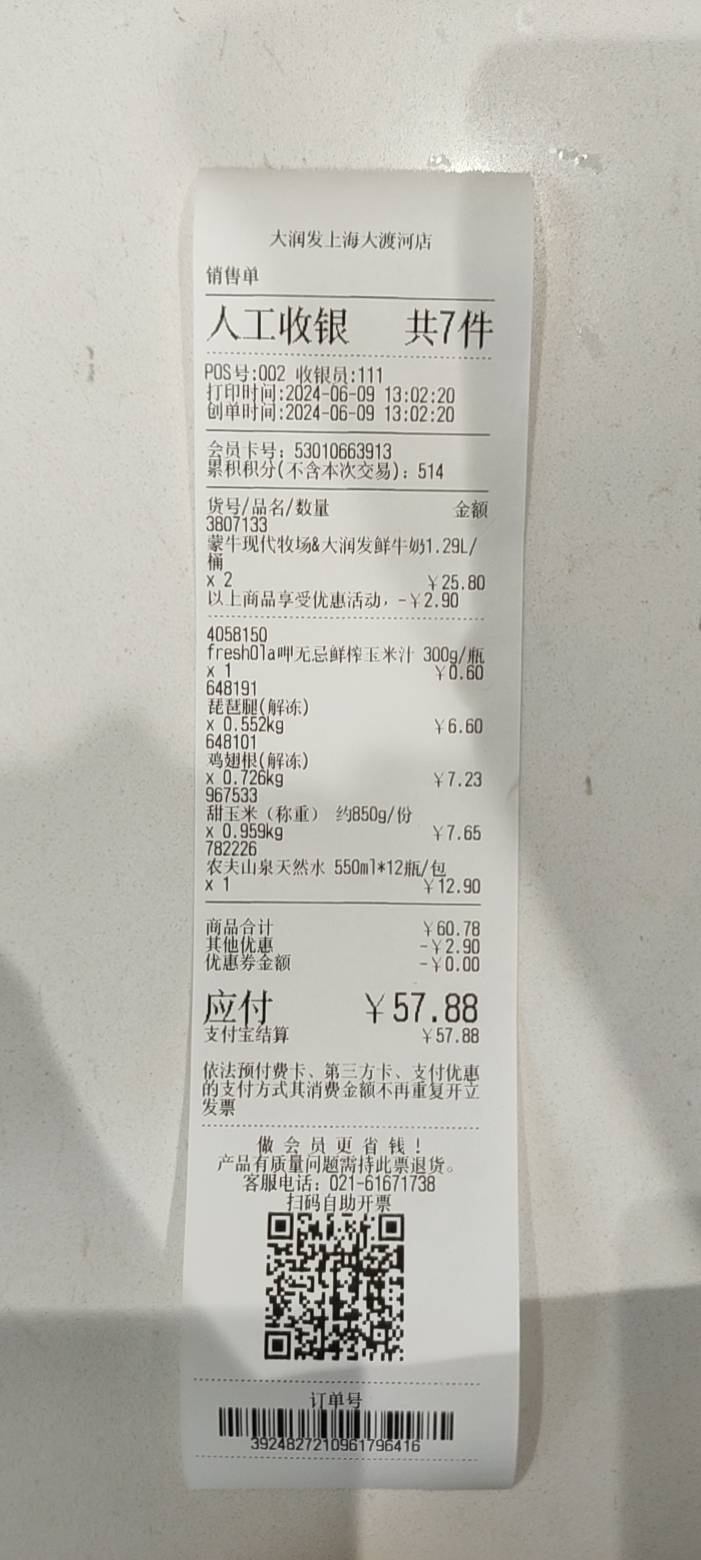 大润发上海大渡河店
销售单
人工收银 共7件
POS号:002 收银员:111
打印时间:2024-06-09 13:02:20
创单时间:2024-06-09 13:02:20
会员卡号: 53010663913
累积积分(不含本次交易): 514
货号/品名/数量 金额
3807133
蒙牛现代牧场&大润发鲜牛奶1.29L/
桶
x 2 ￥25.80
以上商品享受优惠活动，-￥2.90
4058150
freshOla呷无忌鲜榨玉米汁 300g/瓶
x 1 ￥0.60
648191
琵琶腿(解冻)
x 0.552kg ￥6.60
648101
鸡翅根(解冻)
x 0.726kg ￥7.23
967533
甜玉米（称重） 约850g/份
x 0.959kg ￥7.65
782226
农夫山泉天然水 550ml*12瓶/包
x 1 ￥12.90
商品合计 ￥60.78
其他优惠 -￥2.90
优惠券金额 -￥0.00
应付 ￥57.88
支付宝结算 ￥57.88
依法预付费卡、第三方卡、支付优惠
的支付方式其消费金额不再重复开立
发票
做 会 员 更 省 钱！
产品有质量问题需持此票退货。
客服电话: 021-61671738
扫码自助开票
订单号
3924827210961796416